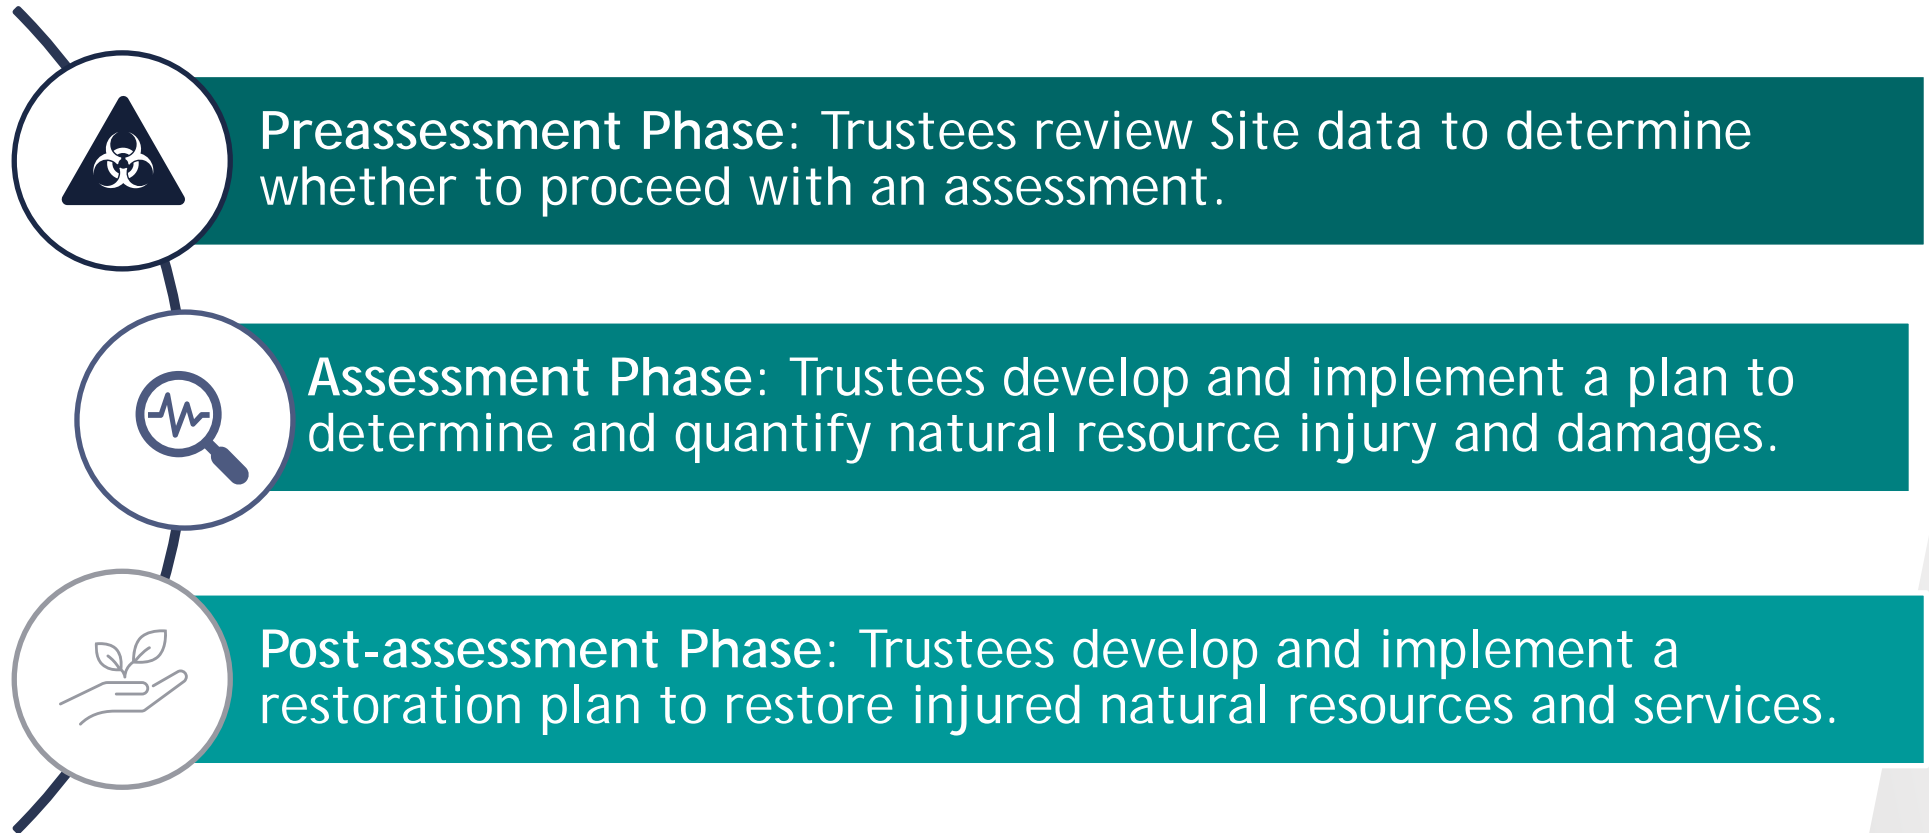 Preassessment Phase: Trustees review Site data to determine
whether to proceed with an assessment.
Assessment Phase: Trustees develop and implement a plan to
determine and quantify natural resource injury and damages.
Post-assessment Phase: Trustees develop and implement a
restoration plan to restore injured natural resources and services.